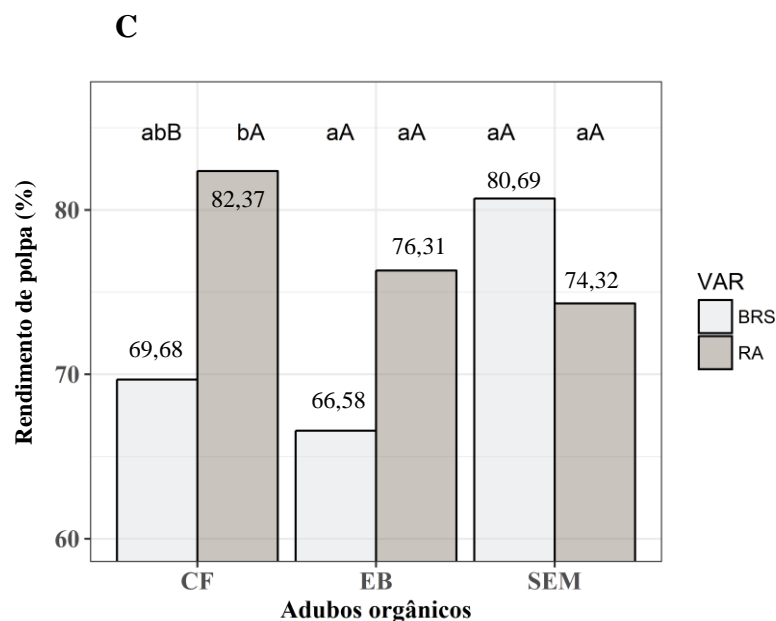 C
abB bA aA aA aA aA
80,69
82,37
80
76,31
74,32
69,68
70
66,58
60
CF EB SEM
Rendimento de polpa (%)
Adubos orgânicos
VAR
BRS
RA